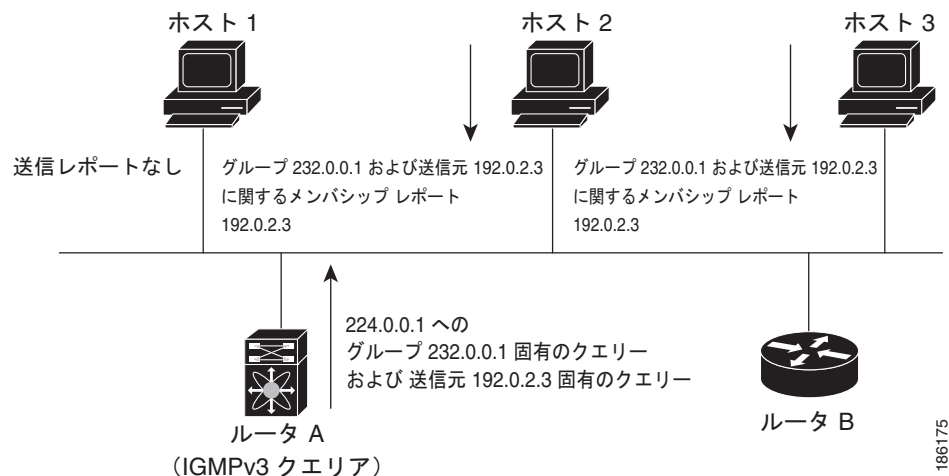 ホスト 1
ホスト 2
ホスト 3
送信レポートなし
グループ 232.0.0.1 および送信元 192.0.2.3
に関するメンバシップ レポート
192.0.2.3
グループ 232.0.0.1 および送信元 192.0.2.3
に関するメンバシップ レポート
192.0.2.3
224.0.0.1 への
グループ 232.0.0.1 固有のクエリー
および 送信元 192.0.2.3 固有のクエリー
ルータ A
（IGMPv3 クエリア）
ルータ B
186175